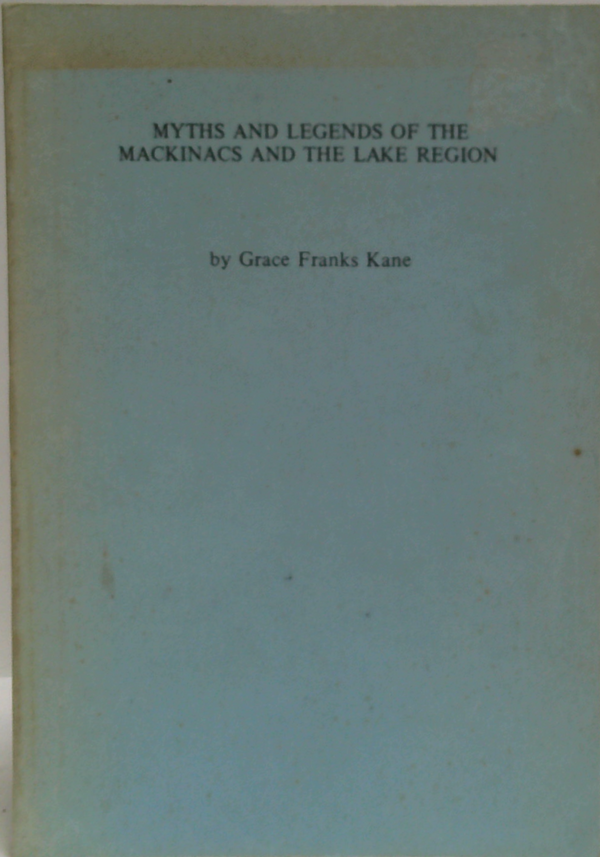 MYTHS AND LEGENDS OF THE
MACKINACS AND THE LAKE REGION
by Grace Franks Kane